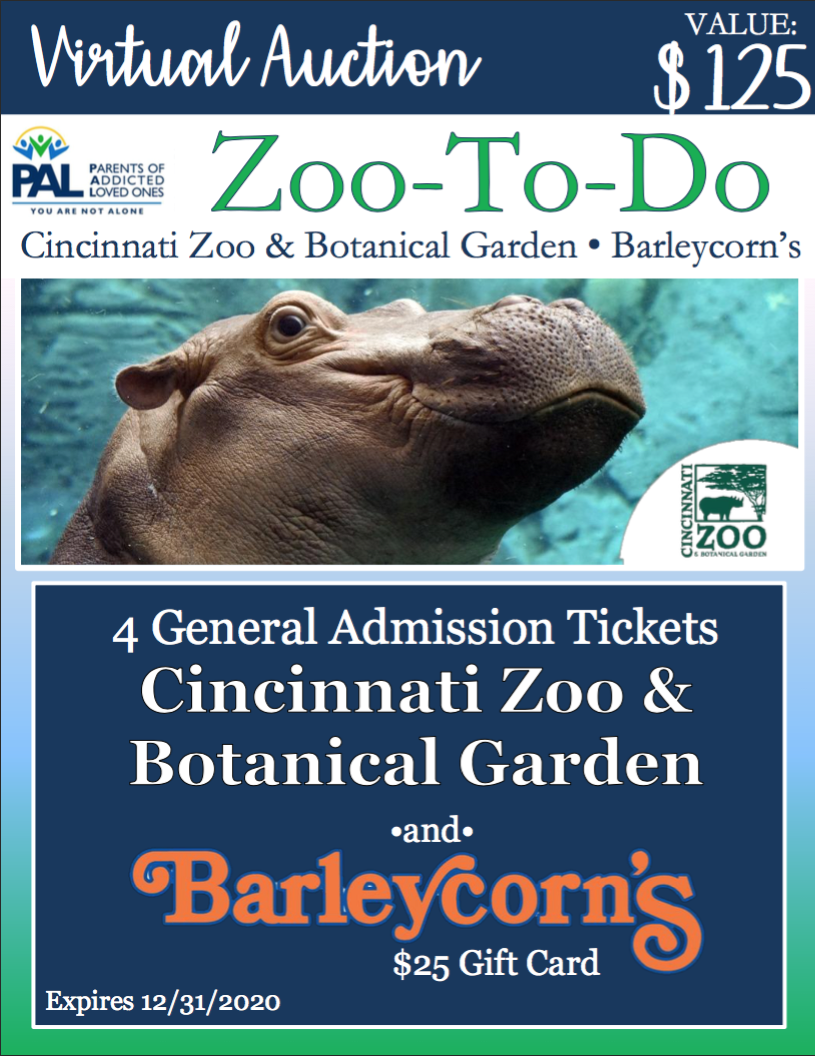 Virtual Auction
VALUE:
$125
PAL
PARENTS OF
ADDICTED
LOVED ONES
YOU ARE NOT ALONE
Zoo-To-Do
Cincinnati Zoo & Botanical Garden • Barleycorn's
CINCINNATI
ZOO
& BOTANICAL GARDEN
4 General Admission Tickets
Cincinnati Zoo &
Botanical Garden
•and•
Barleycorn's
$25 Gift Card
Expires 12/31/2020